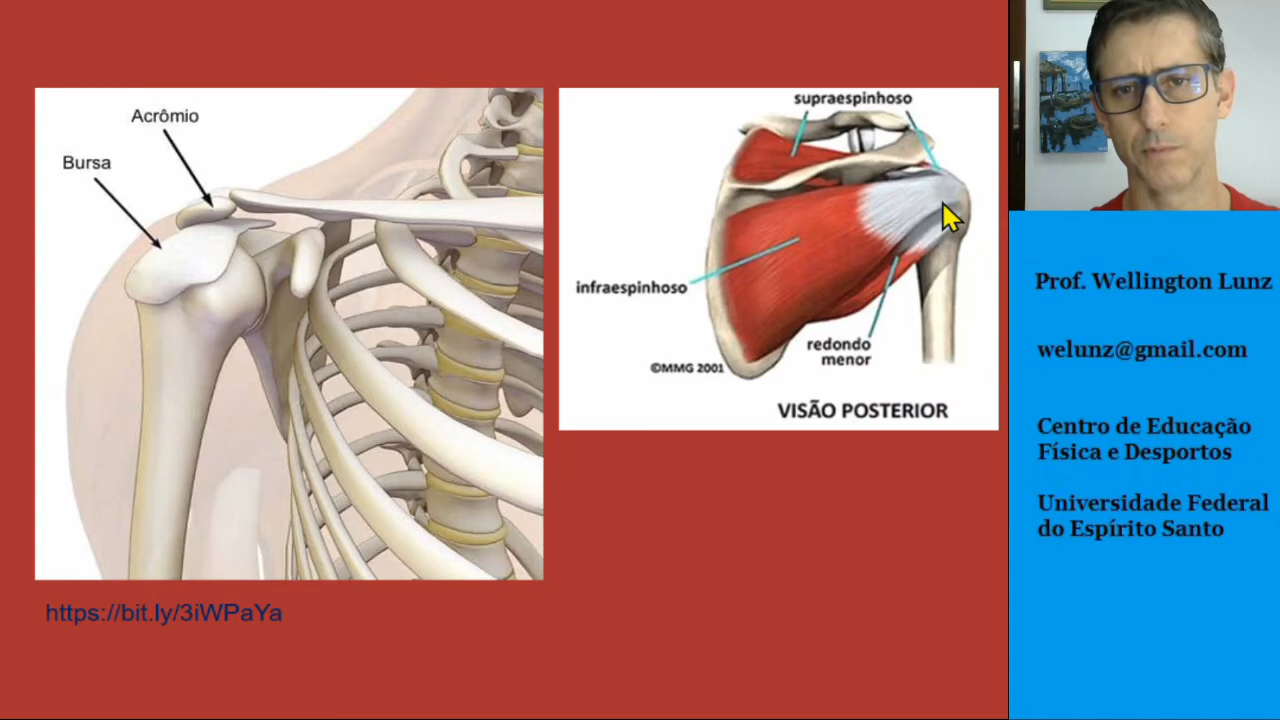 Acrômio
Bursa
https://bit.ly/3iWPaYa
supraespinhoso
infraespinhoso
redondo
menor
©MMG 2001
VISÃO POSTERIOR
Prof. Wellington Lunz
welunz@gmail.com
Centro de Educação
Física e Desportos
Universidade Federal
do Espírito Santo